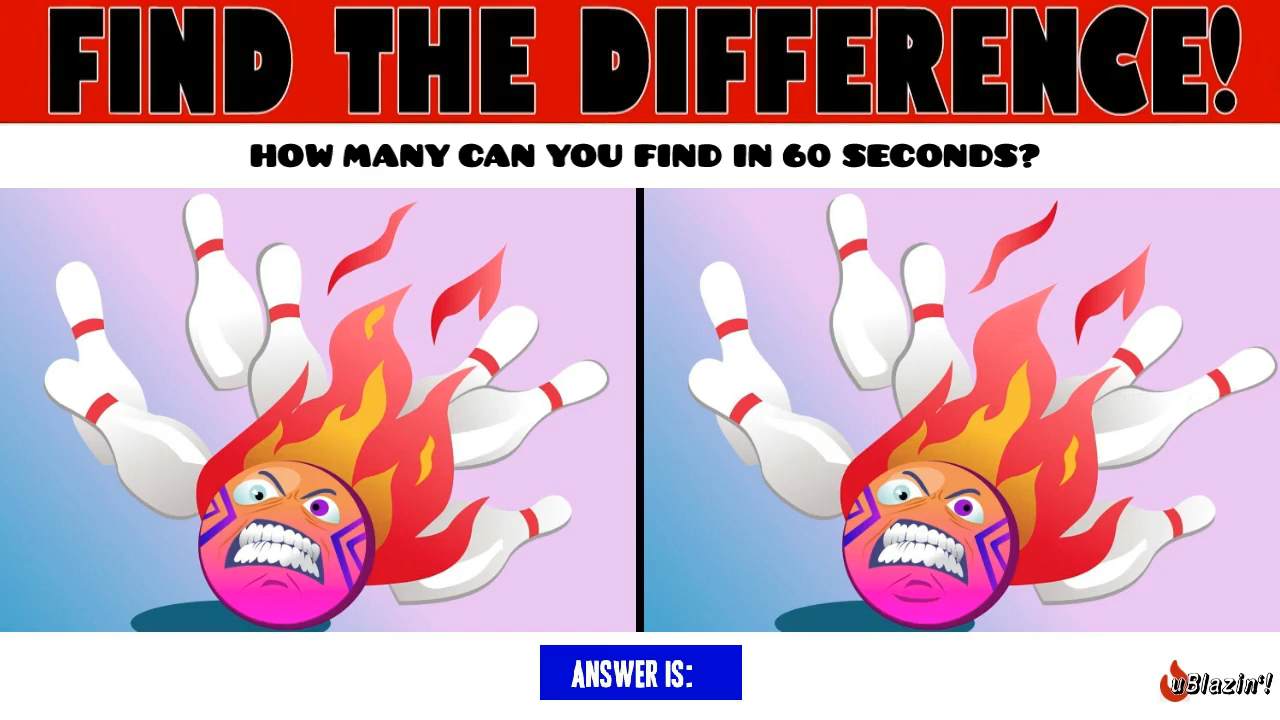 FIND THE DIFFERENCE!
HOW MANY CAN YOU FIND IN 60 SECONDS?
ANSWER IS:
uBlazin'!